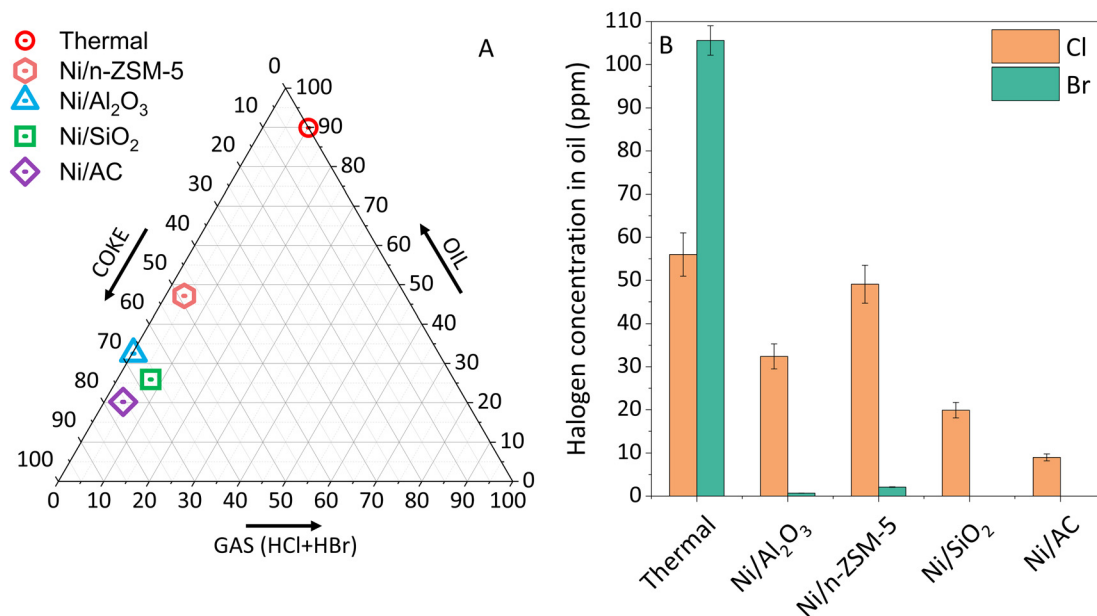 Thermal
Ni/n-ZSM-5
Ni/Al₂O₃
Ni/SiO₂
Ni/AC
A
0
10
20
30
40
50
60
70
80
90
100
COKE
100
90
80
70
60
50
40
30
20
10
0
OIL
0 10 20 30 40 50 60 70 80 90 100
GAS (HCl+HBr)
B
Cl
Br
Halogen concentration in oil (ppm)
110
100
90
80
70
60
50
40
30
20
10
0
Thermal
Ni/Al₂O₃
Ni/n-ZSM-5
Ni/SiO₂
Ni/AC